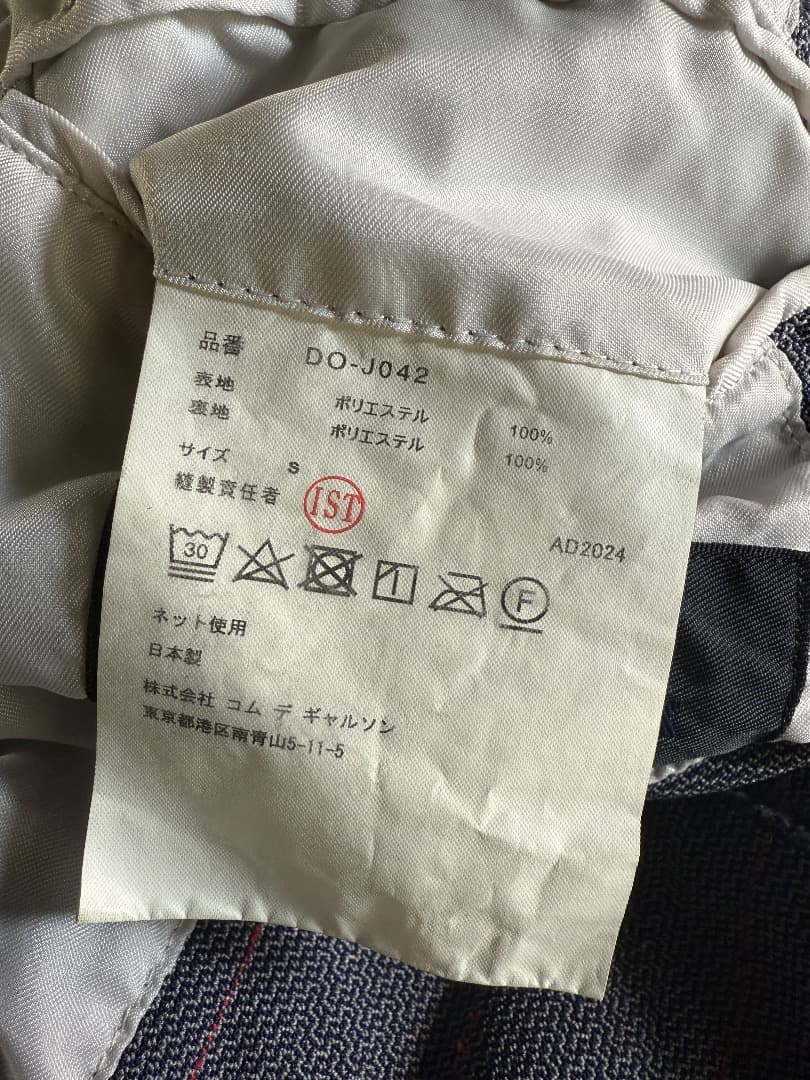 品番 DO-J042
表地 ポリエステル 100%
裏地 ポリエステル 100%
サイズ S
縫製責任者 IST
AD2024
30
F
ネット使用
日本製
株式会社 コム デ ギャルソン
東京都港区南青山5-11-5